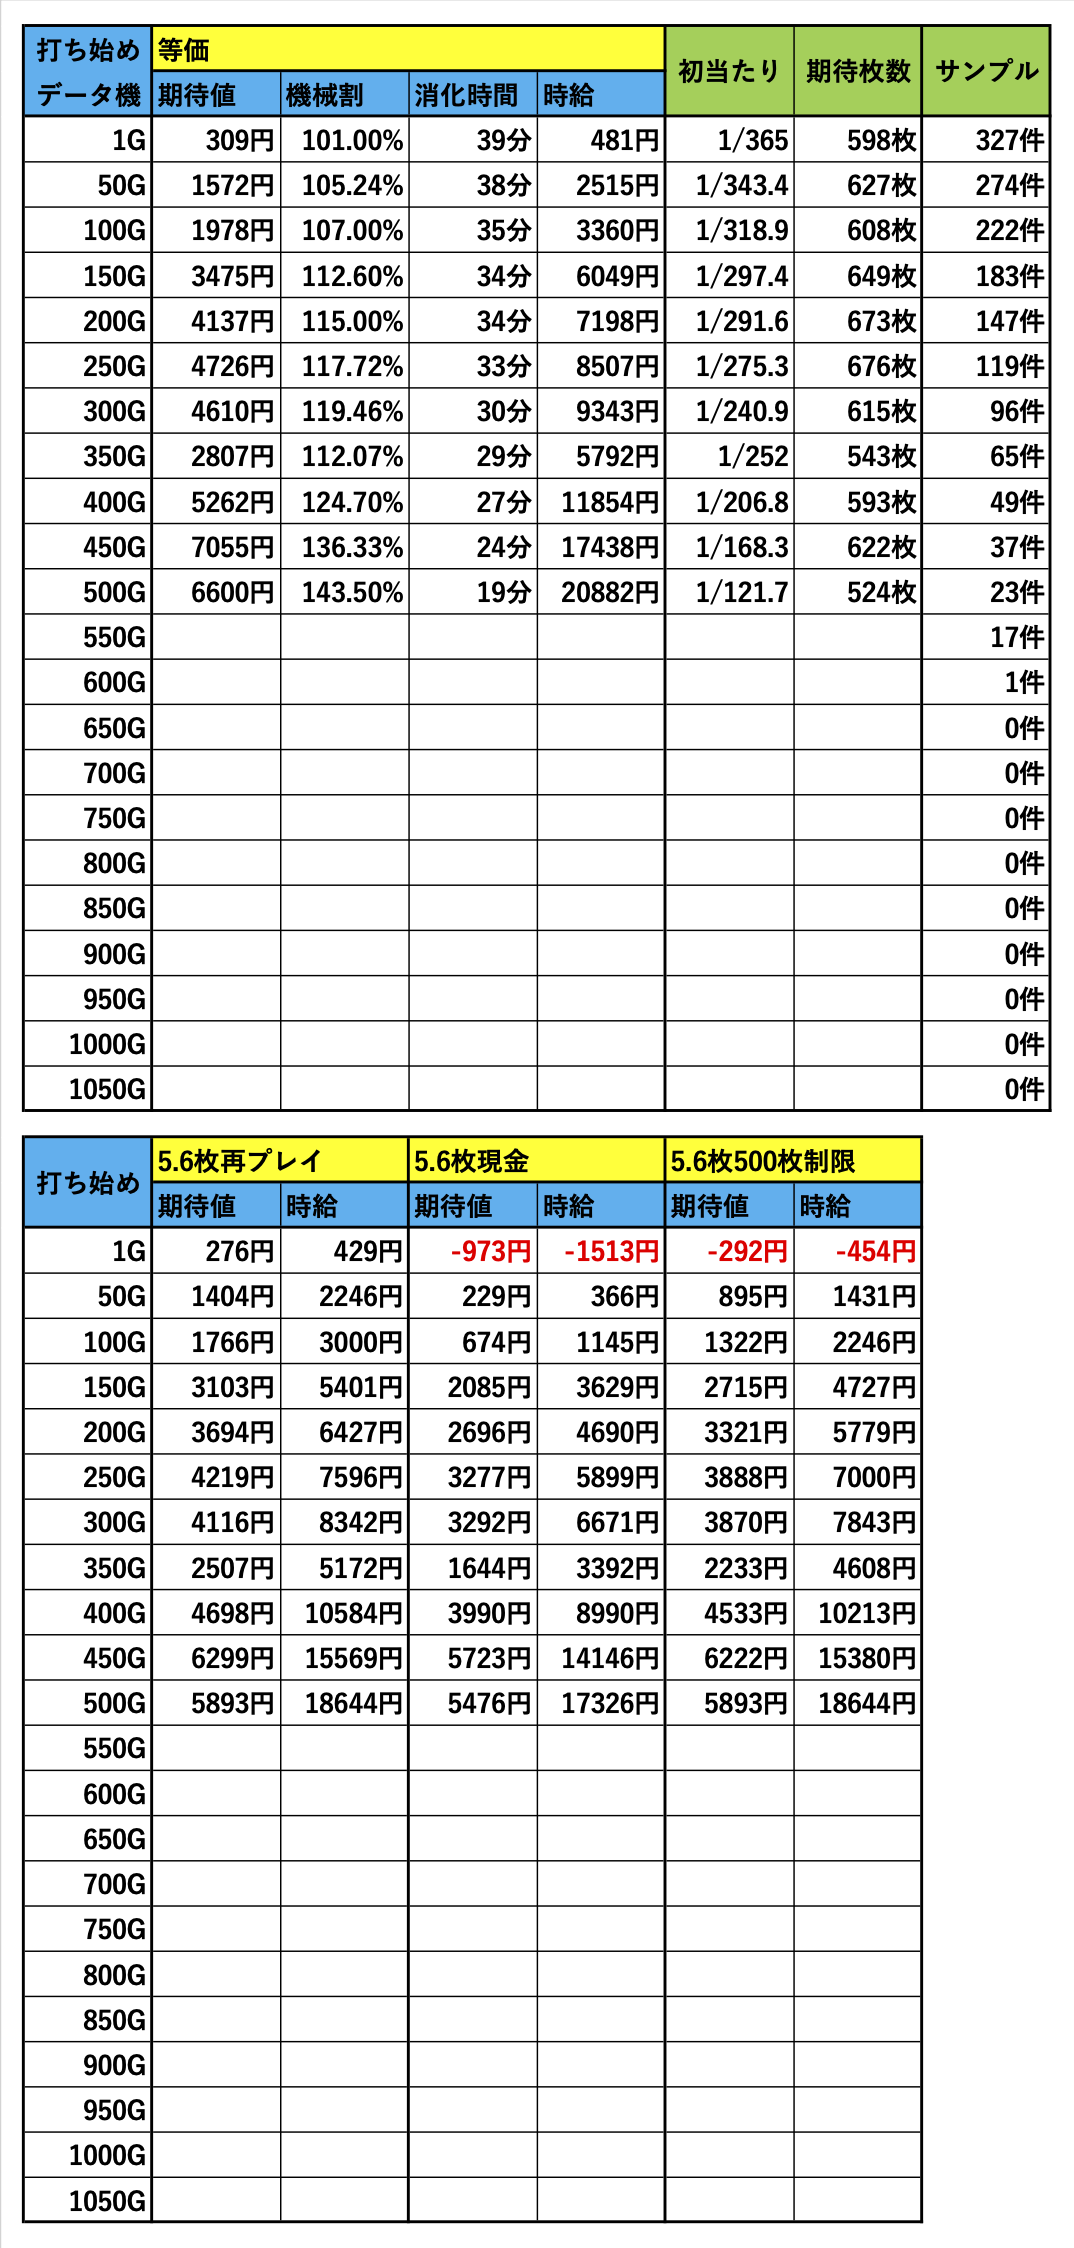 打ち始め 等価 初当たり 期待枚数 サンプル
データ機 期待値 機械割 消化時間 時給
1G 309円 101.00% 39分 481円 1/365 598枚 327件
50G 1572円 105.24% 38分 2515円 1/343.4 627枚 274件
100G 1978円 107.00% 35分 3360円 1/318.9 608枚 222件
150G 3475円 112.60% 34分 6049円 1/297.4 649枚 183件
200G 4137円 115.00% 34分 7198円 1/291.6 673枚 147件
250G 4726円 117.72% 33分 8507円 1/275.3 676枚 119件
300G 4610円 119.46% 30分 9343円 1/240.9 615枚 96件
350G 2807円 112.07% 29分 5792円 1/252 543枚 65件
400G 5262円 124.70% 27分 11854円 1/206.8 593枚 49件
450G 7055円 136.33% 24分 17438円 1/168.3 622枚 37件
500G 6600円 143.50% 19分 20882円 1/121.7 524枚 23件
550G 17件
600G 1件
650G 0件
700G 0件
750G 0件
800G 0件
850G 0件
900G 0件
950G 0件
1000G 0件
1050G 0件
打ち始め 5.6枚再プレイ 5.6枚現金 5.6枚500枚制限
期待値 時給 期待値 時給 期待値 時給
1G 276円 429円 -973円 -1513円 -292円 -454円
50G 1404円 2246円 229円 366円 895円 1431円
100G 1766円 3000円 674円 1145円 1322円 2246円
150G 3103円 5401円 2085円 3629円 2715円 4727円
200G 3694円 6427円 2696円 4690円 3321円 5779円
250G 4219円 7596円 3277円 5899円 3888円 7000円
300G 4116円 8342円 3292円 6671円 3870円 7843円
350G 2507円 5172円 1644円 3392円 2233円 4608円
400G 4698円 10584円 3990円 8990円 4533円 10213円
450G 6299円 15569円 5723円 14146円 6222円 15380円
500G 5893円 18644円 5476円 17326円 5893円 18644円
550G
600G
650G
700G
750G
800G
850G
900G
950G
1000G
1050G